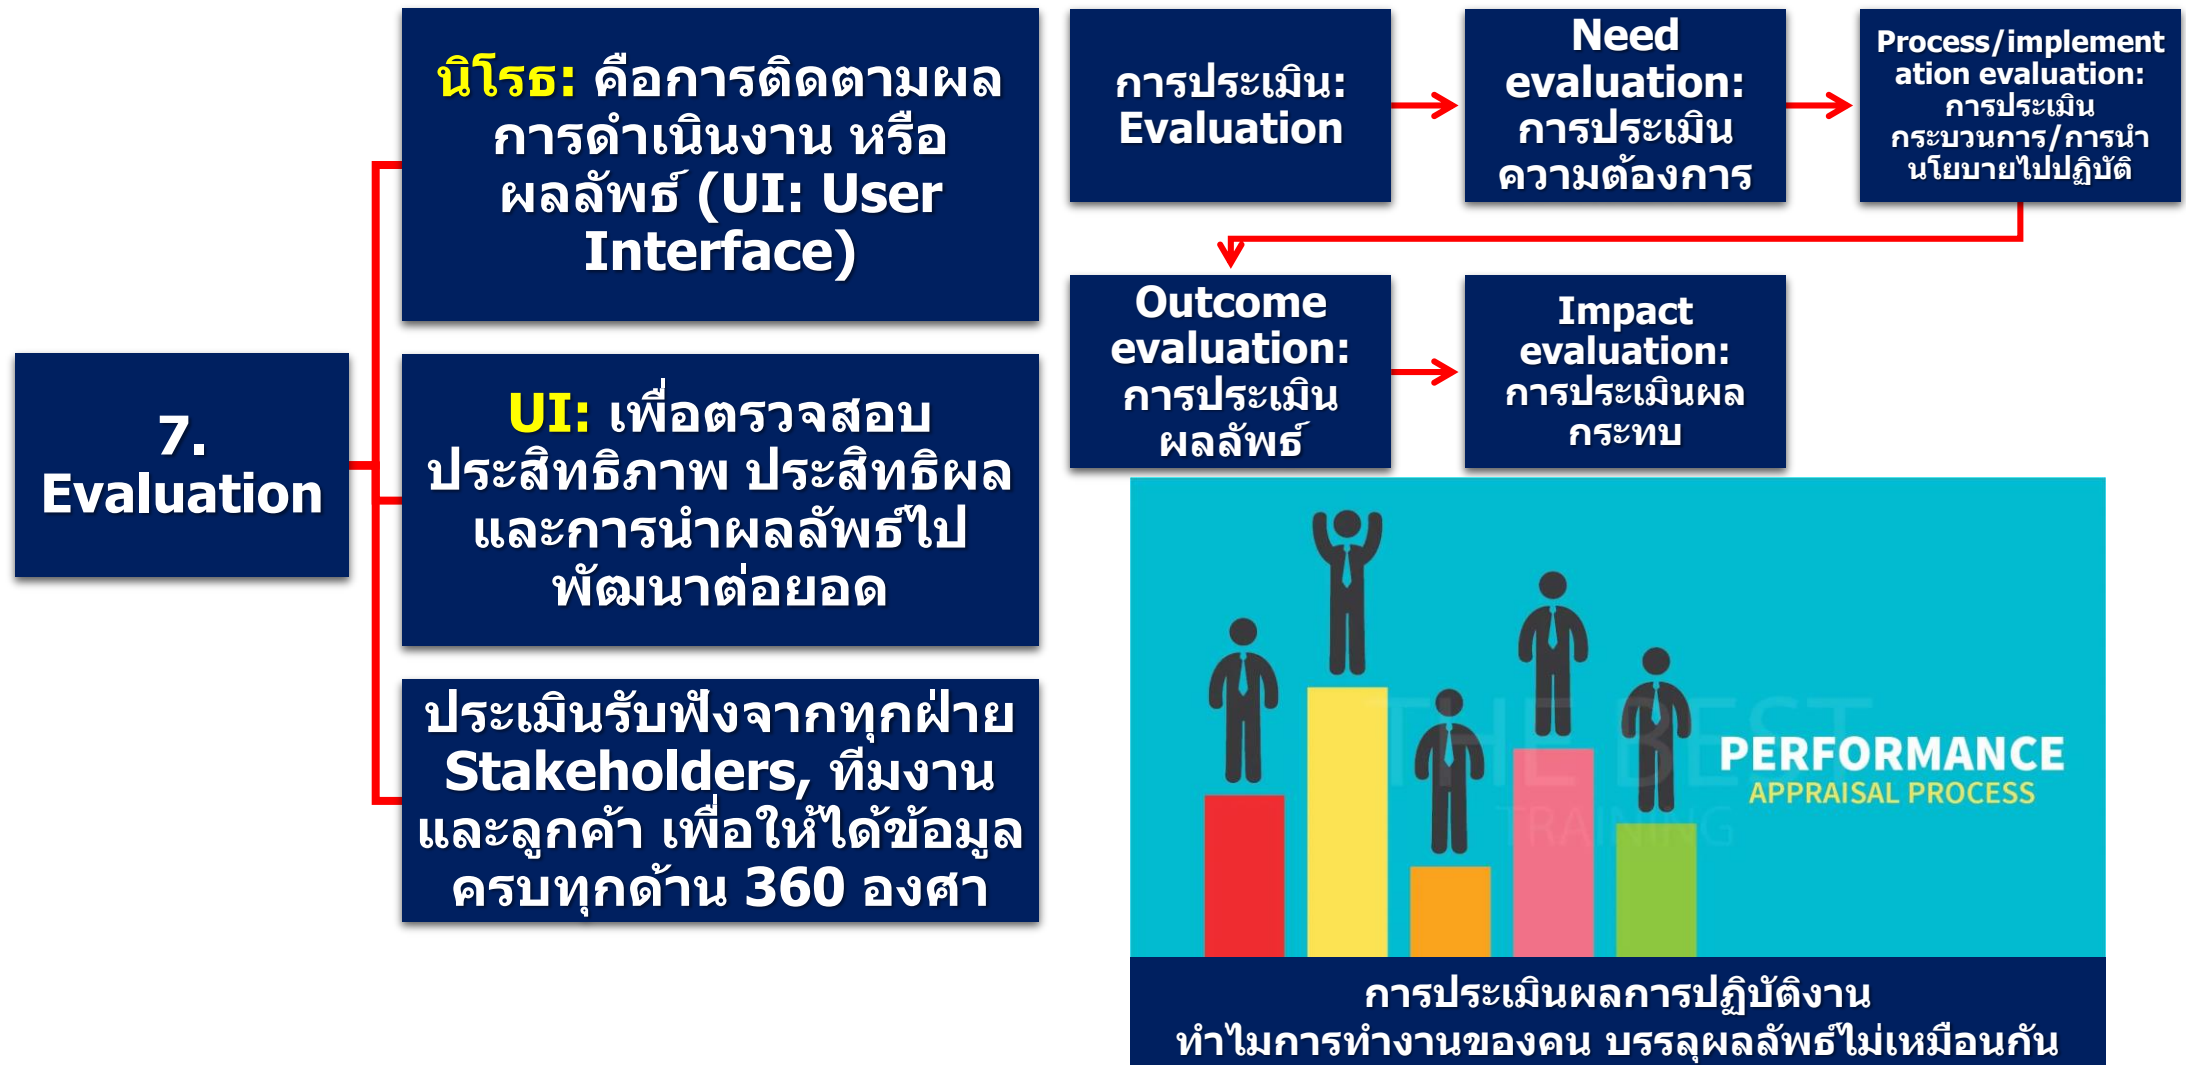 7.
Evaluation
นิโรธ: คือการติดตามผล
การดำเนินงาน หรือ
ผลลัพธ์ (UI: User
Interface)
UI: เพื่อตรวจสอบ
ประสิทธิภาพ ประสิทธิผล
และการนำผลลัพธ์ไป
พัฒนาต่อยอด
ประเมินรับฟังจากทุกฝ่าย
Stakeholders, ทีมงาน
และลูกค้า เพื่อให้ได้ข้อมูล
ครบทุกด้าน 360 องศา
การประเมิน:
Evaluation
Need
evaluation:
การประเมิน
ความต้องการ
Process/implement
ation evaluation:
การประเมิน
กระบวนการ/การนำ
นโยบายไปปฏิบัติ
Outcome
evaluation:
การประเมิน
ผลลัพธ์
Impact
evaluation:
การประเมินผล
กระทบ
THE BEST
TRAINING
PERFORMANCE
APPRAISAL PROCESS
การประเมินผลการปฏิบัติงาน
ทำไมการทำงานของคน บรรลุผลลัพธ์ไม่เหมือนกัน